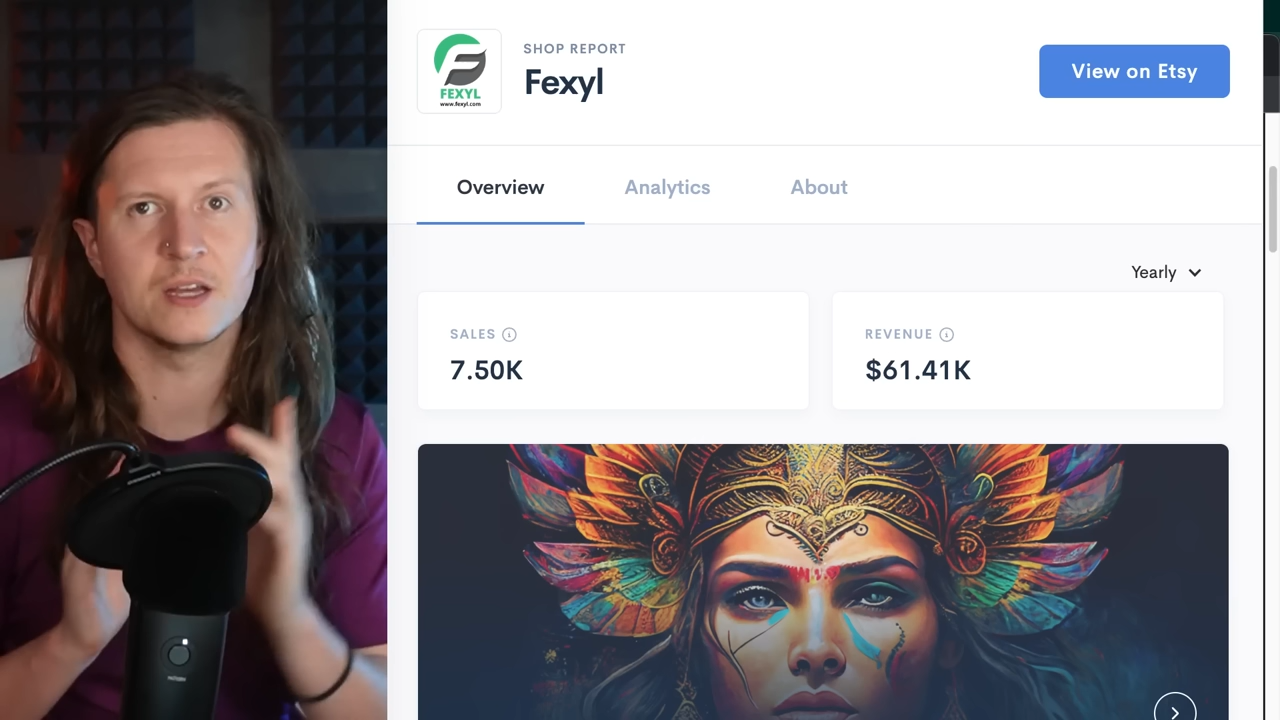 SHOP REPORT
Fexyl
FEXYL
www.fexyl.com
View on Etsy
Overview
Analytics
About
Yearly
SALES
7.50K
REVENUE
$61.41K